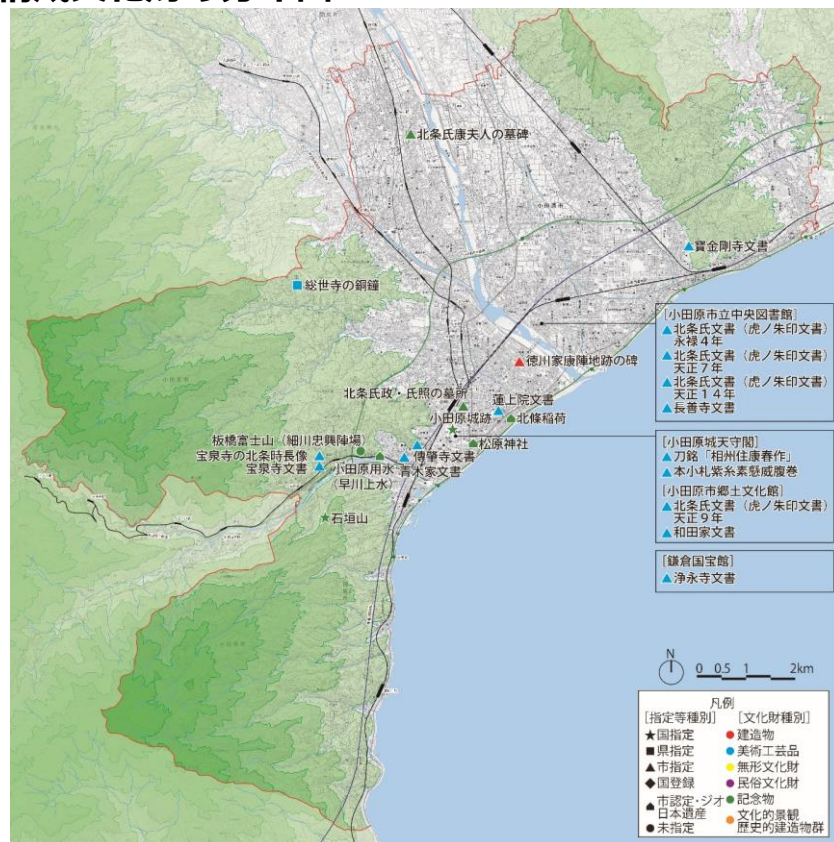 北条氏康夫人の墓碑
寶金剛寺文書
総世寺の銅鐘
[小田原市立中央図書館]
北条氏文書（虎ノ朱印文書）
永禄４年
北条氏文書（虎ノ朱印文書）
天正７年
北条氏文書（虎ノ朱印文書）
天正１４年
長善寺文書
徳川家康陣地跡の碑
北条氏政・氏照の墓所
蓮上院文書
小田原城跡
北條稲荷
松原神社
板橋富士山（細川忠興陣場）
宝泉寺の北条時長像
宝泉寺文書
傳肇寺文書
小田原用水
（早川上水）
青木家文書
石垣山
[小田原城天守閣]
刀銘「相州住康春作」
本小札紫糸素懸威腹巻
[小田原市郷土文化館]
北条氏文書（虎ノ朱印文書）
天正９年
和田家文書
[鎌倉国宝館]
浄永寺文書
N
0 0.5 1 2km
凡例
[指定等種別] [文化財種別]
国指定 建造物
県指定 美術工芸品
市指定 無形文化財
国登録 民俗文化財
市認定・ジオ 記念物
日本遺産 文化的景観
未指定 歴史的建造物群